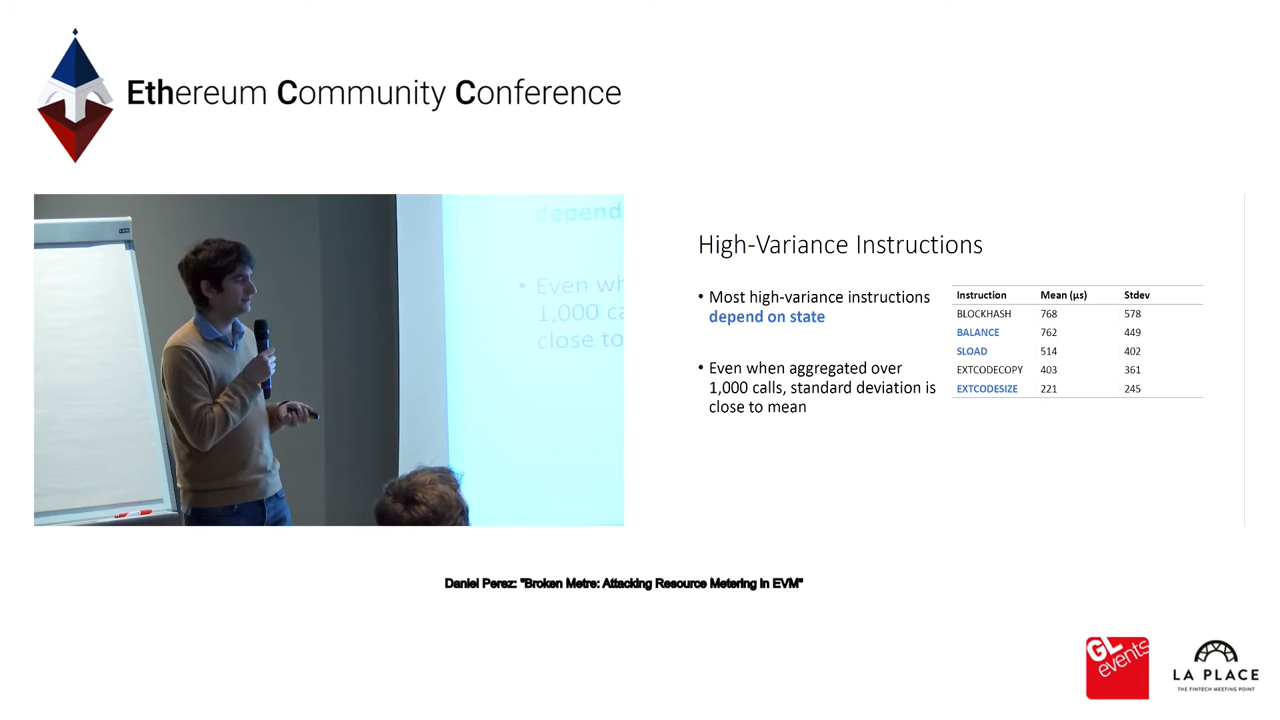 Ethereum Community Conference
depend
• Even wh
1,000 ca
close to
High-Variance Instructions
• Most high-variance instructions
depend on state
• Even when aggregated over
1,000 calls, standard deviation is
close to mean
Instruction Mean (µs) Stdev
BLOCKHASH 768 578
BALANCE 762 449
SLOAD 514 402
EXTCODECOPY 403 361
EXTCODESIZE 221 245
Daniel Perez: "Broken Metre: Attacking Resource Metering in EVM"
GL
events
LA PLACE
THE FINTECH MEETING POINT